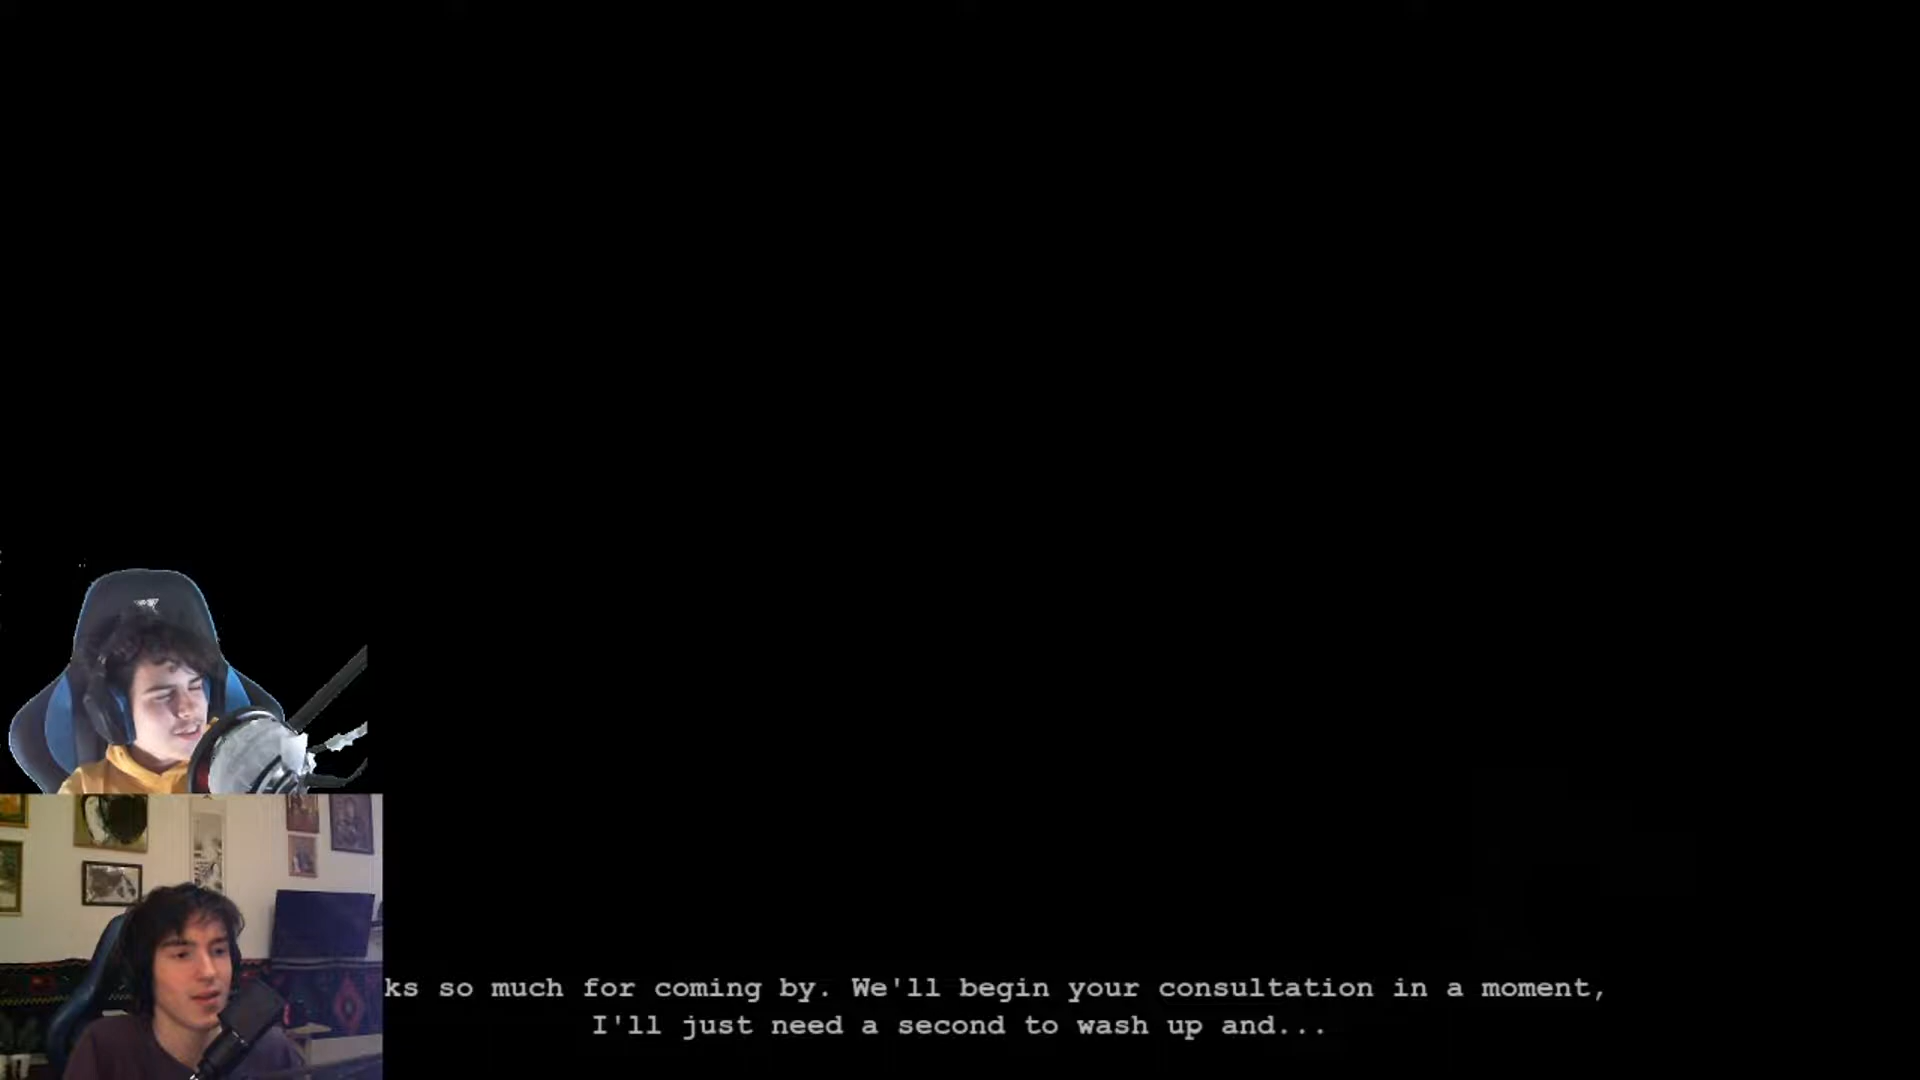 ks so much for coming by. We'll begin your consultation in a moment,
I'll just need a second to wash up and...